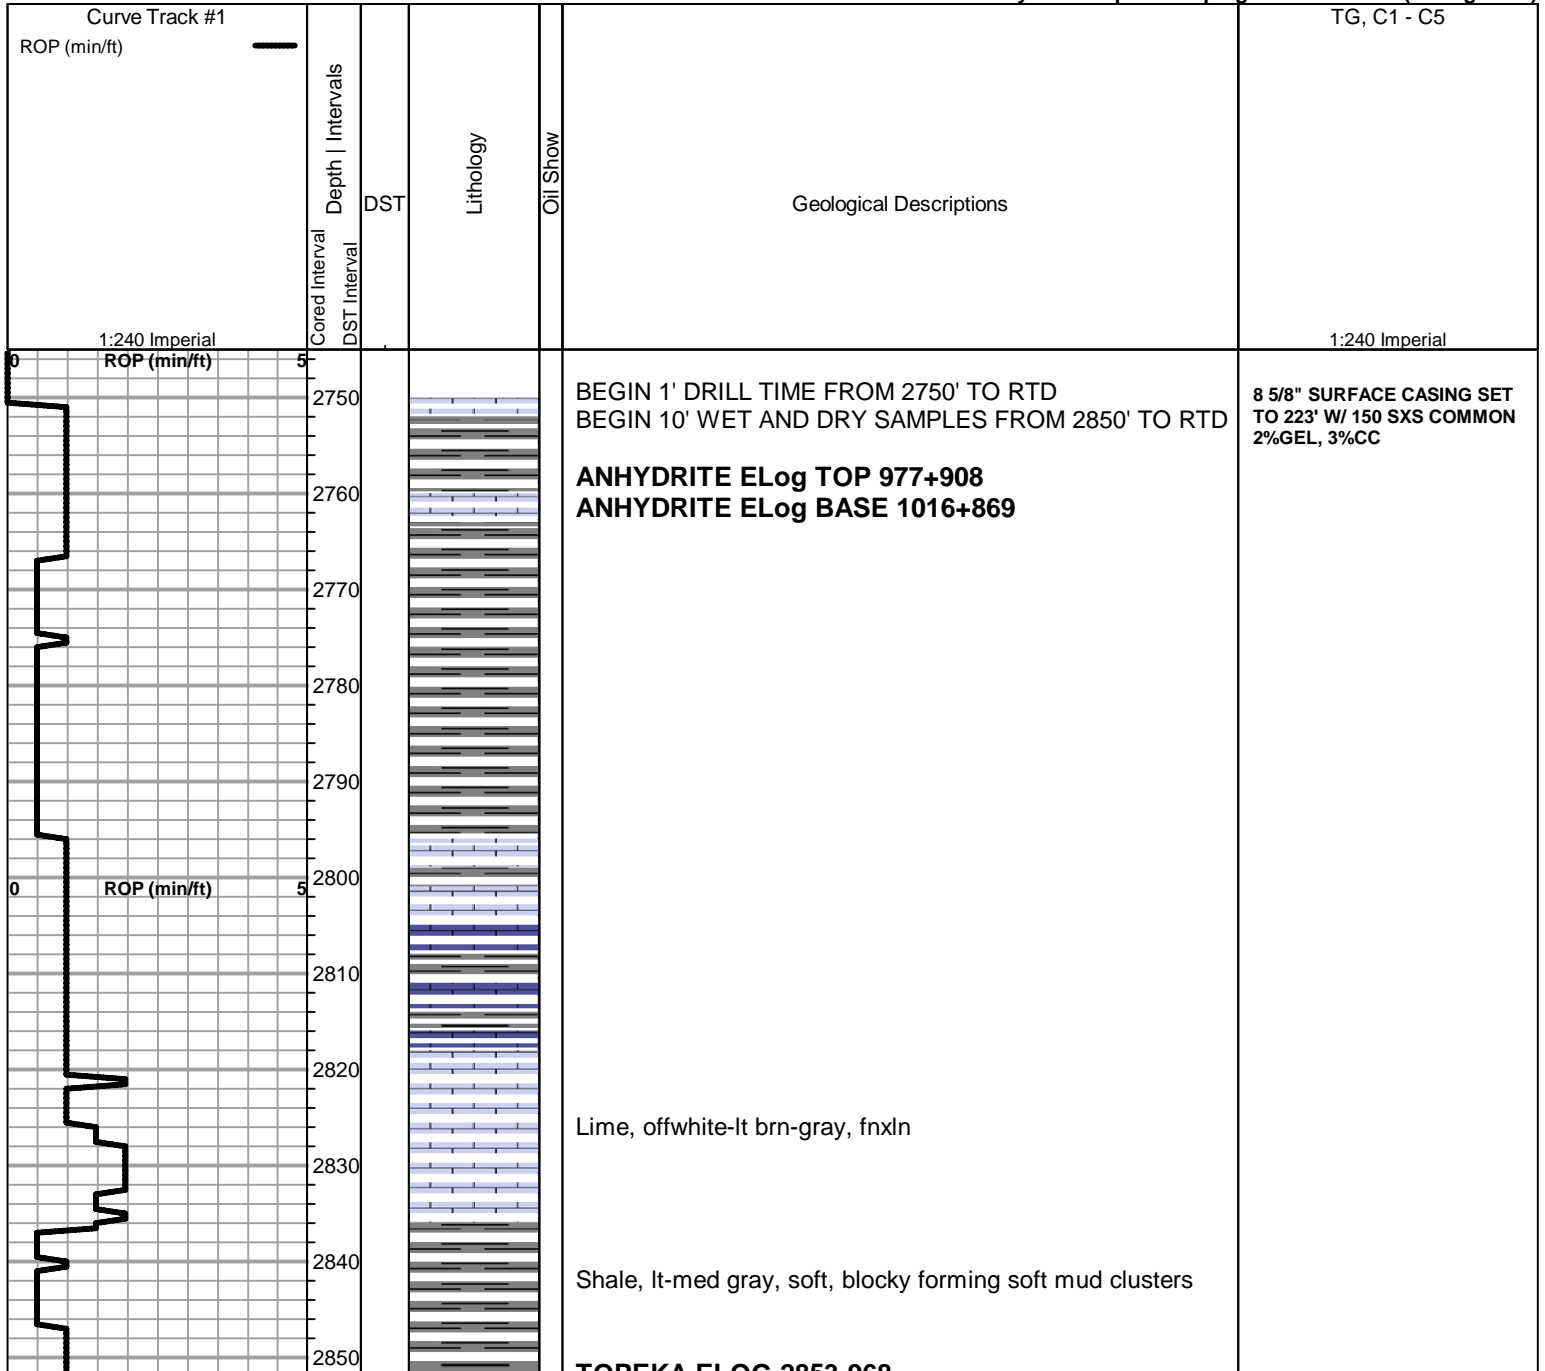 Curve Track #1
ROP (min/ft)
1:240 Imperial
Depth | Intervals
Cored Interval
DST Interval
DST
Lithology
Oil Show
Geological Descriptions
TG, C1 - C5
1:240 Imperial
0 ROP (min/ft) 5
2750
2760
2770
2780
2790
2800
0 ROP (min/ft) 5
2810
2820
2830
2840
2850
BEGIN 1' DRILL TIME FROM 2750' TO RTD
BEGIN 10' WET AND DRY SAMPLES FROM 2850' TO RTD
ANHYDRITE ELog TOP 977+908
ANHYDRITE ELog BASE 1016+869
Lime, offwhite-lt brn-gray, fnxln
Shale, lt-med gray, soft, blocky forming soft mud clusters
TOPEKA ELOG 2853-968
8 5/8" SURFACE CASING SET
TO 223' W/ 150 SXS COMMON
2%GEL, 3%CC